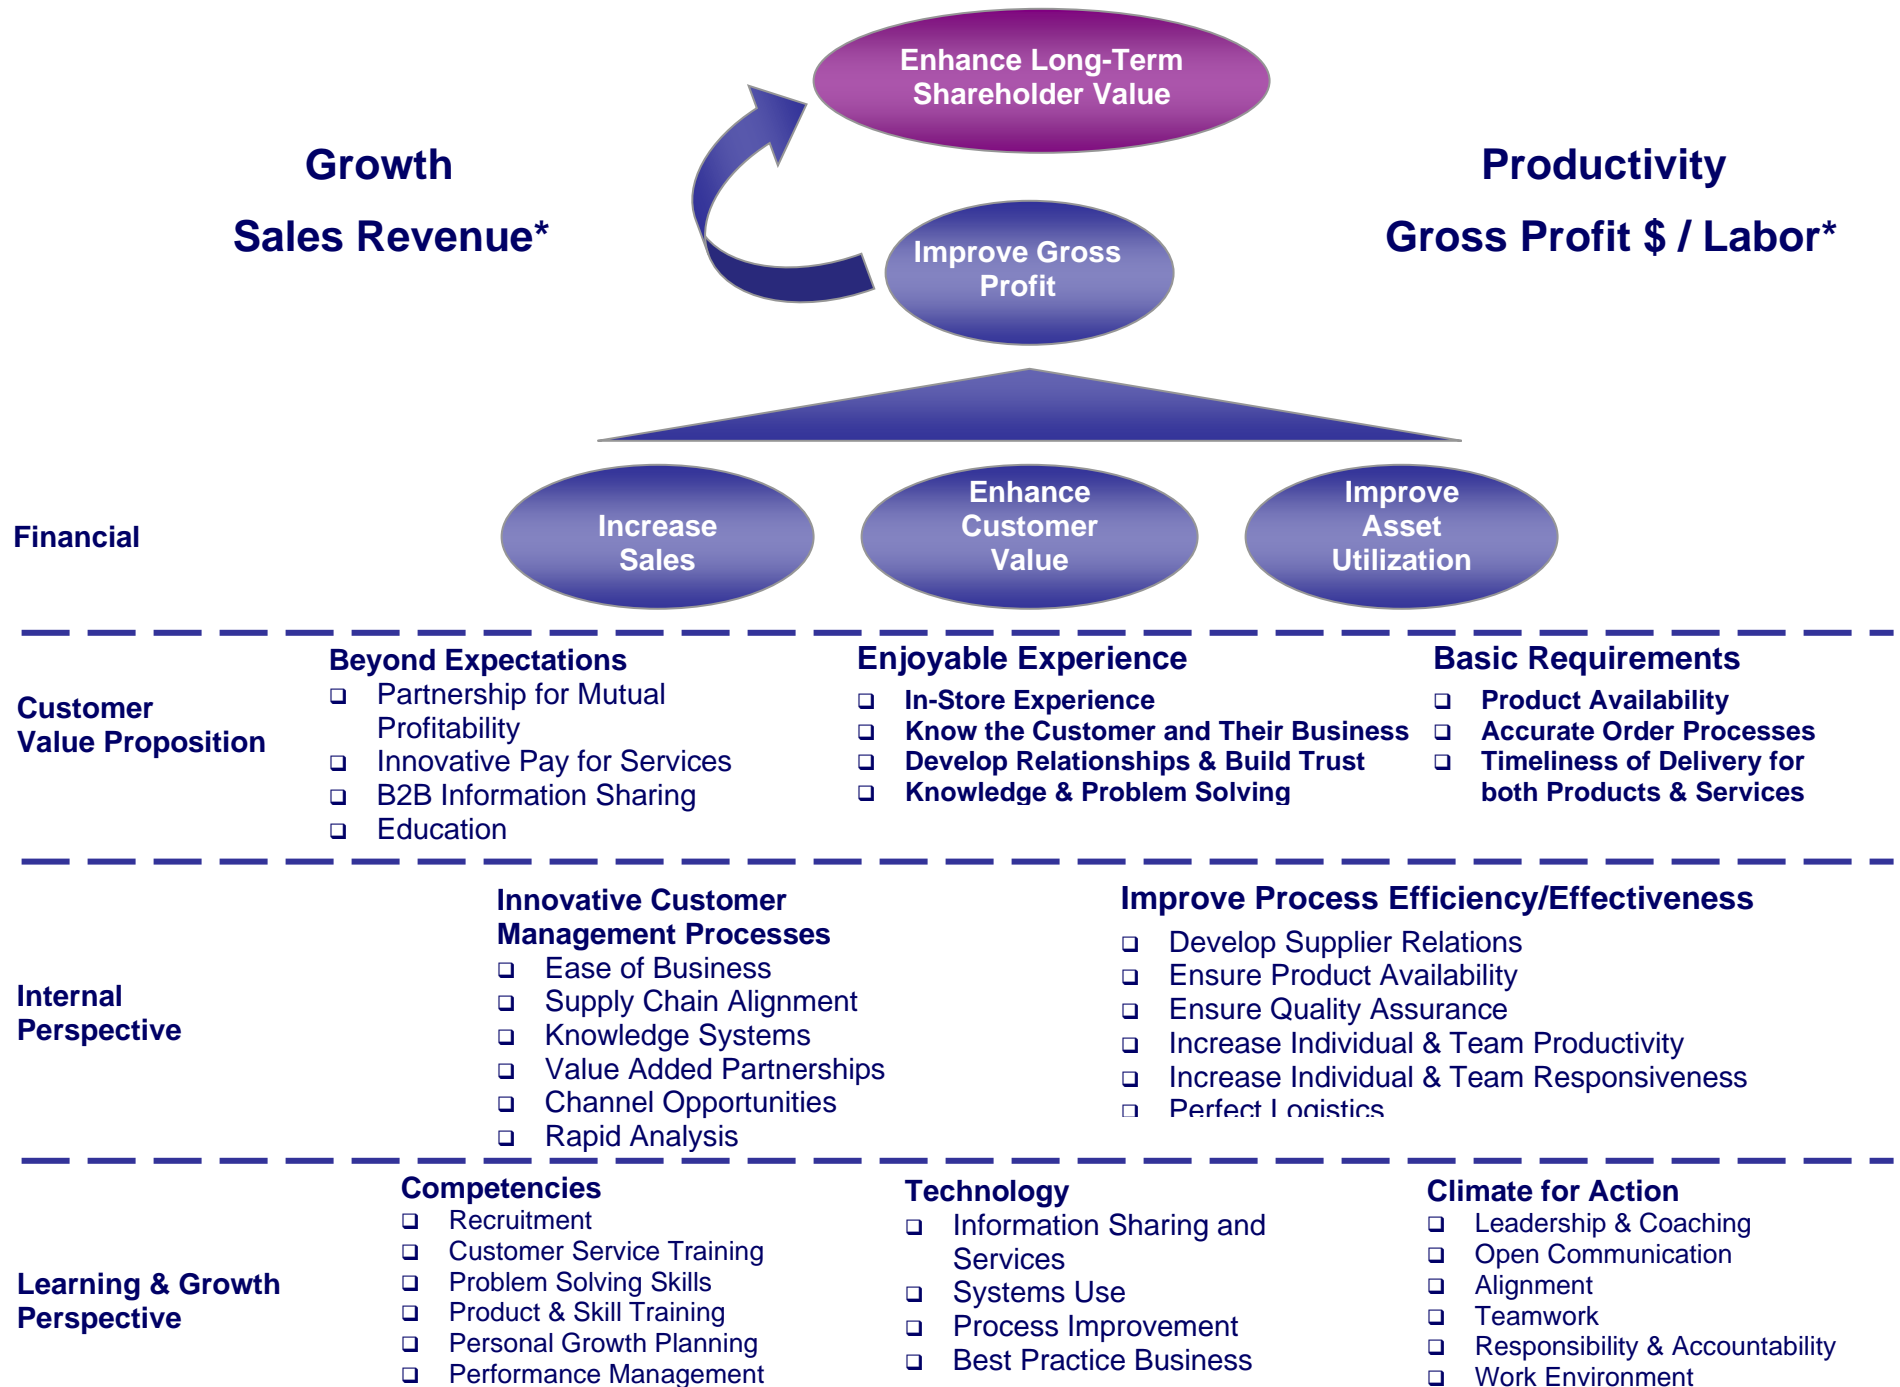 Enhance Long-Term
Shareholder Value
Growth
Sales Revenue*
Productivity
Gross Profit $ / Labor*
Improve Gross
Profit
Financial
Increase
Sales
Enhance
Customer
Value
Improve
Asset
Utilization
Customer
Value Proposition
Beyond Expectations
Partnership for Mutual
Profitability
Innovative Pay for Services
B2B Information Sharing
Education
Enjoyable Experience
In-Store Experience
Know the Customer and Their Business
Develop Relationships & Build Trust
Knowledge & Problem Solving
Basic Requirements
Product Availability
Accurate Order Processes
Timeliness of Delivery for
both Products & Services
Internal
Perspective
Innovative Customer
Management Processes
Ease of Business
Supply Chain Alignment
Knowledge Systems
Value Added Partnerships
Channel Opportunities
Rapid Analysis
Improve Process Efficiency/Effectiveness
Develop Supplier Relations
Ensure Product Availability
Ensure Quality Assurance
Increase Individual & Team Productivity
Increase Individual & Team Responsiveness
Perfect Logistics
Learning & Growth
Perspective
Competencies
Recruitment
Customer Service Training
Problem Solving Skills
Product & Skill Training
Personal Growth Planning
Performance Management
Technology
Information Sharing and
Services
Systems Use
Process Improvement
Best Practice Business
Climate for Action
Leadership & Coaching
Open Communication
Alignment
Teamwork
Responsibility & Accountability
Work Environment